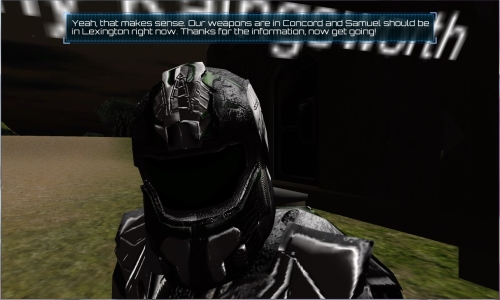 Yeah, that makes sense. Our weapons are in Concord and Samuel should be
in Lexington right now. Thanks for the information, now get going!